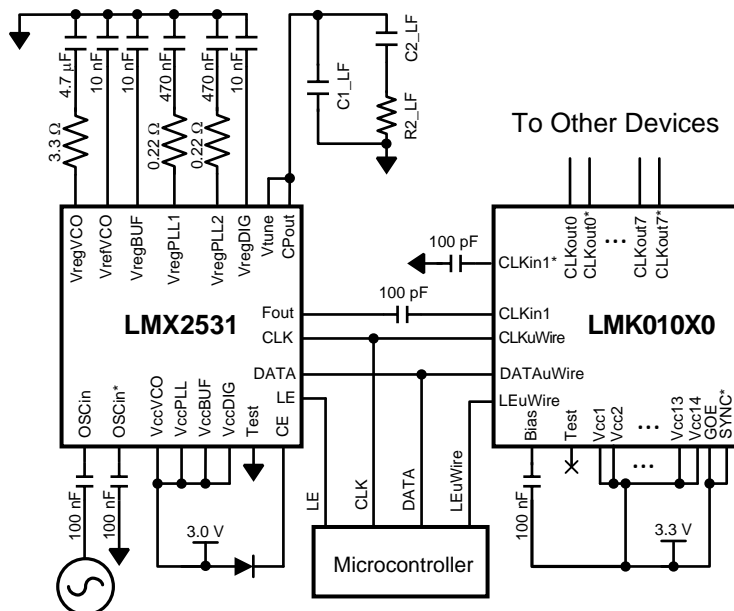 4.7 µF
10 nF
10 nF
470 nF
470 nF
10 nF
C1_LF
C2_LF
R2_LF
3.3 Ω
0.22 Ω
0.22 Ω
To Other Devices
VregVCO
VrefVCO
VregBUF
VregPLL1
VregPLL2
VregDIG
Vtune
CPout
CLKout0
CLKout0*
...
CLKout7
CLKout7*
100 pF
CLKin1*
100 pF
Fout
CLKin1
LMX2531
LMK010X0
CLK
CLKuWire
DATA
DATAuWire
LE
LEuWire
OSCin
OSCin*
VccVCO
VccPLL
VccBUF
VccDIG
Test
CE
Bias
Test
Vcc1
Vcc2
...
Vcc13
Vcc14
GOE
SYNC*
...
100 nF
100 nF
LE
CLK
DATA
LEuWire
100 nF
3.0 V
3.3 V
Microcontroller